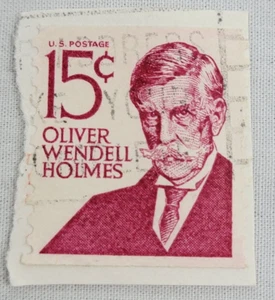 U.S. POSTAGE
15¢
OLIVER
WENDELL
HOLMES